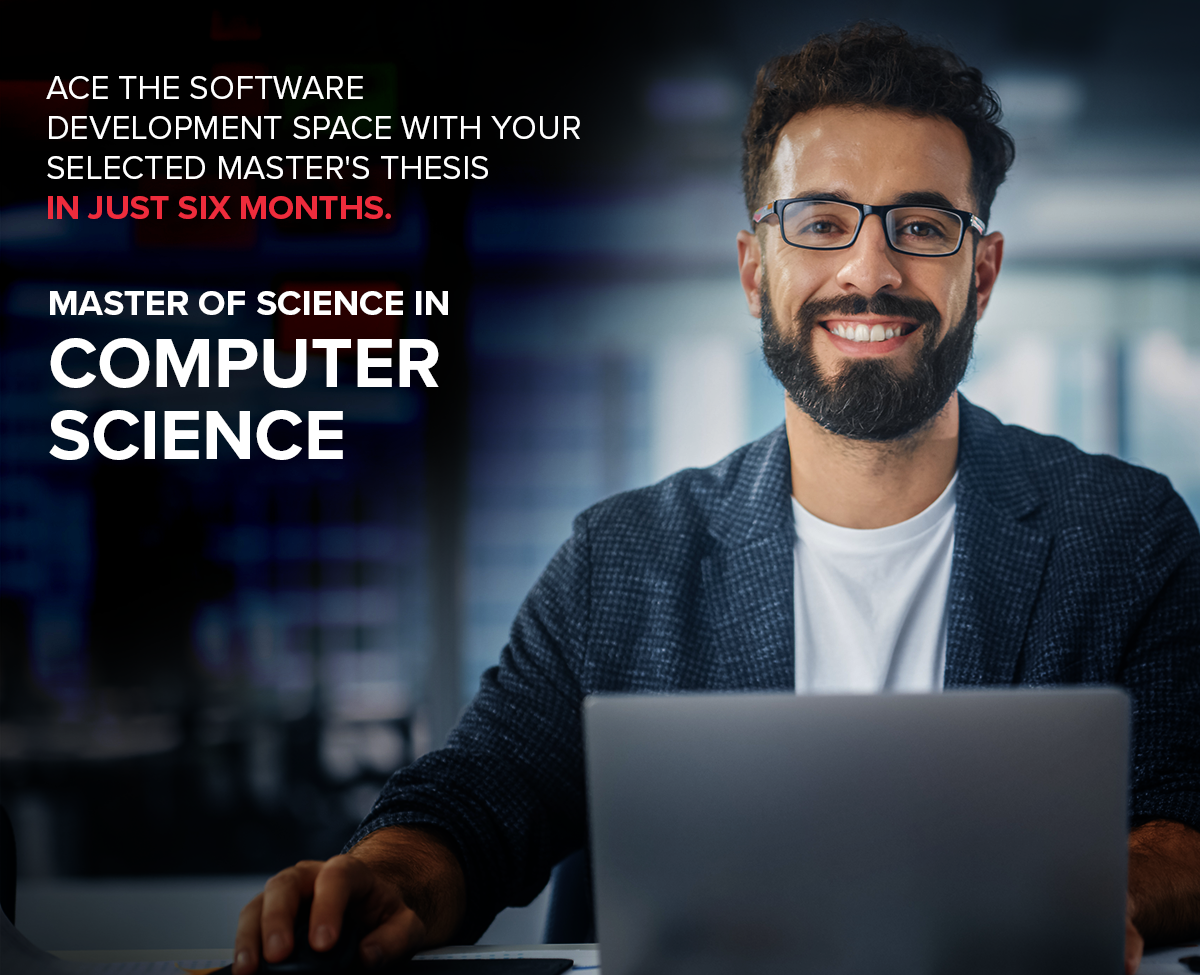 ACE THE SOFTWARE
DEVELOPMENT SPACE WITH YOUR
SELECTED MASTER'S THESIS
IN JUST SIX MONTHS.
MASTER OF SCIENCE IN
COMPUTER
SCIENCE